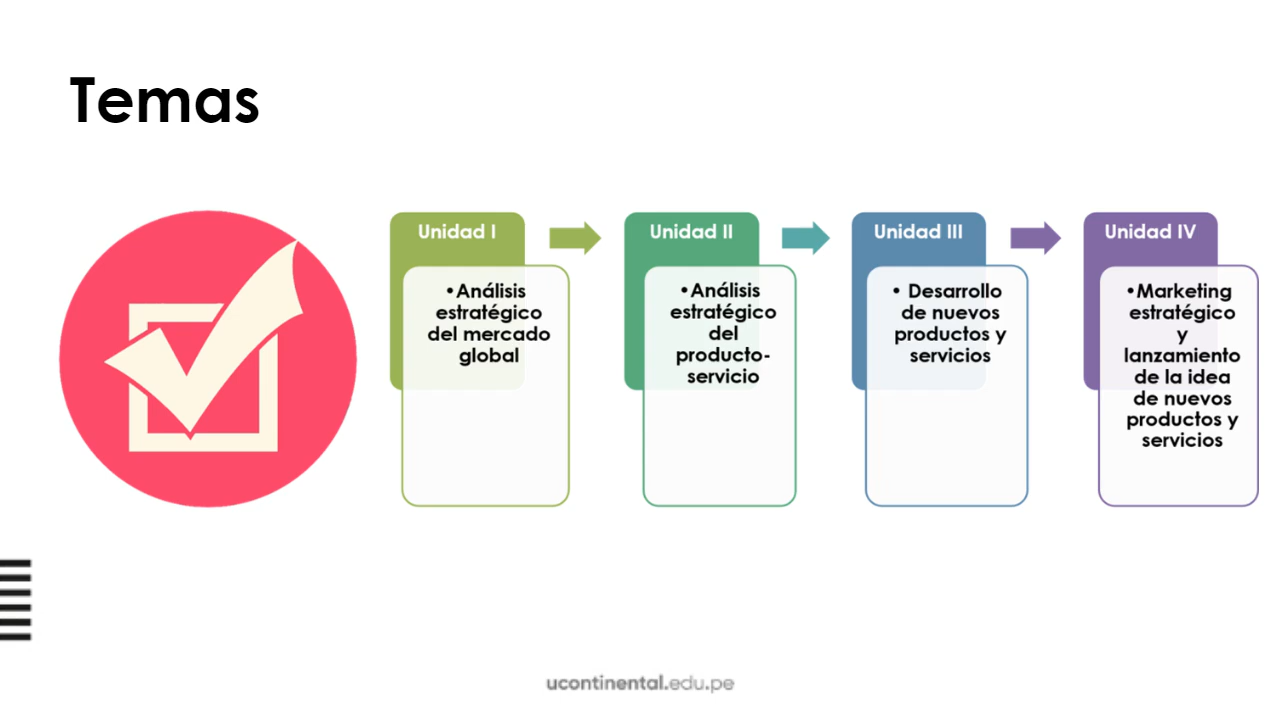 Temas
Unidad I
•Análisis
estratégico
del mercado
global
Unidad II
•Análisis
estratégico
del
producto-
servicio
Unidad III
• Desarrollo
de nuevos
productos y
servicios
Unidad IV
•Marketing
estratégico
y
lanzamiento
de la idea
de nuevos
productos y
servicios
ucontinental.edu.pe